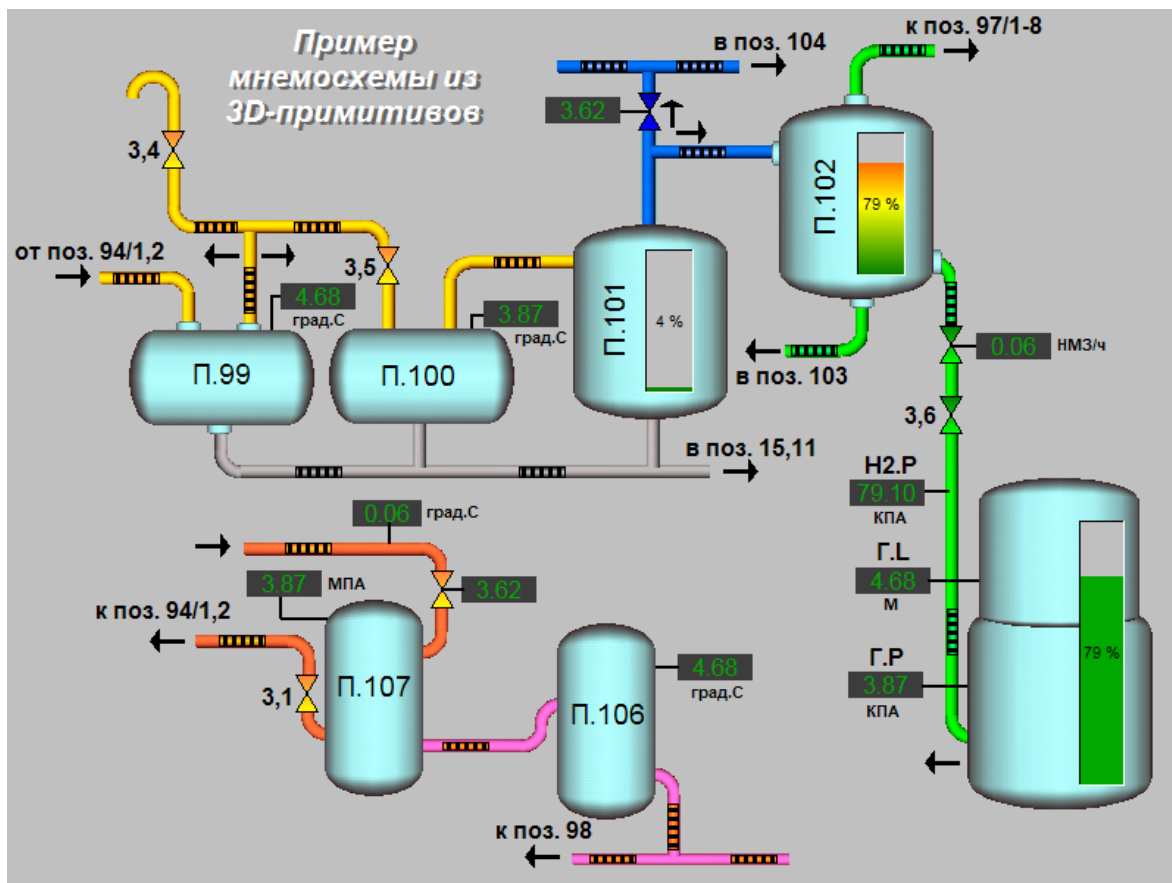 Пример
мнемосхемы из
3D-примитивов
к поз. 97/1-8
в поз. 104
3.62
3,4
П.102
79 %
от поз. 94/1,2
3,5
4.68
град.С
3.87
град.С
П.101
4 %
П.99
П.100
в поз. 103
0.06
НМЗ/ч
3,6
в поз. 15,11
Н2.Р
79.10
КПА
0.06
град.С
3.87
МПА
3.62
Г.L
4.68
М
к поз. 94/1,2
3,1
П.107
П.106
4.68
град.С
Г.Р
3.87
КПА
79 %
к поз. 98